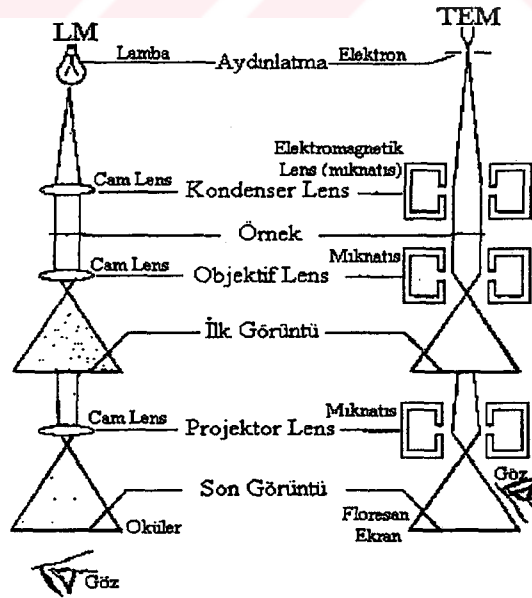 LM
TEM
Lamba Aydınlatma Elektron
Elektromagnetik
Lens (mıknatıs)
Cam Lens Kondenser Lens
Örnek
Cam Lens Objektif Lens Mıknatıs
İlk Görüntü
Cam Lens Projektor Lens Mıknatıs
Göz
Son Görüntü
Oküler
Floresan
Ekran
Göz